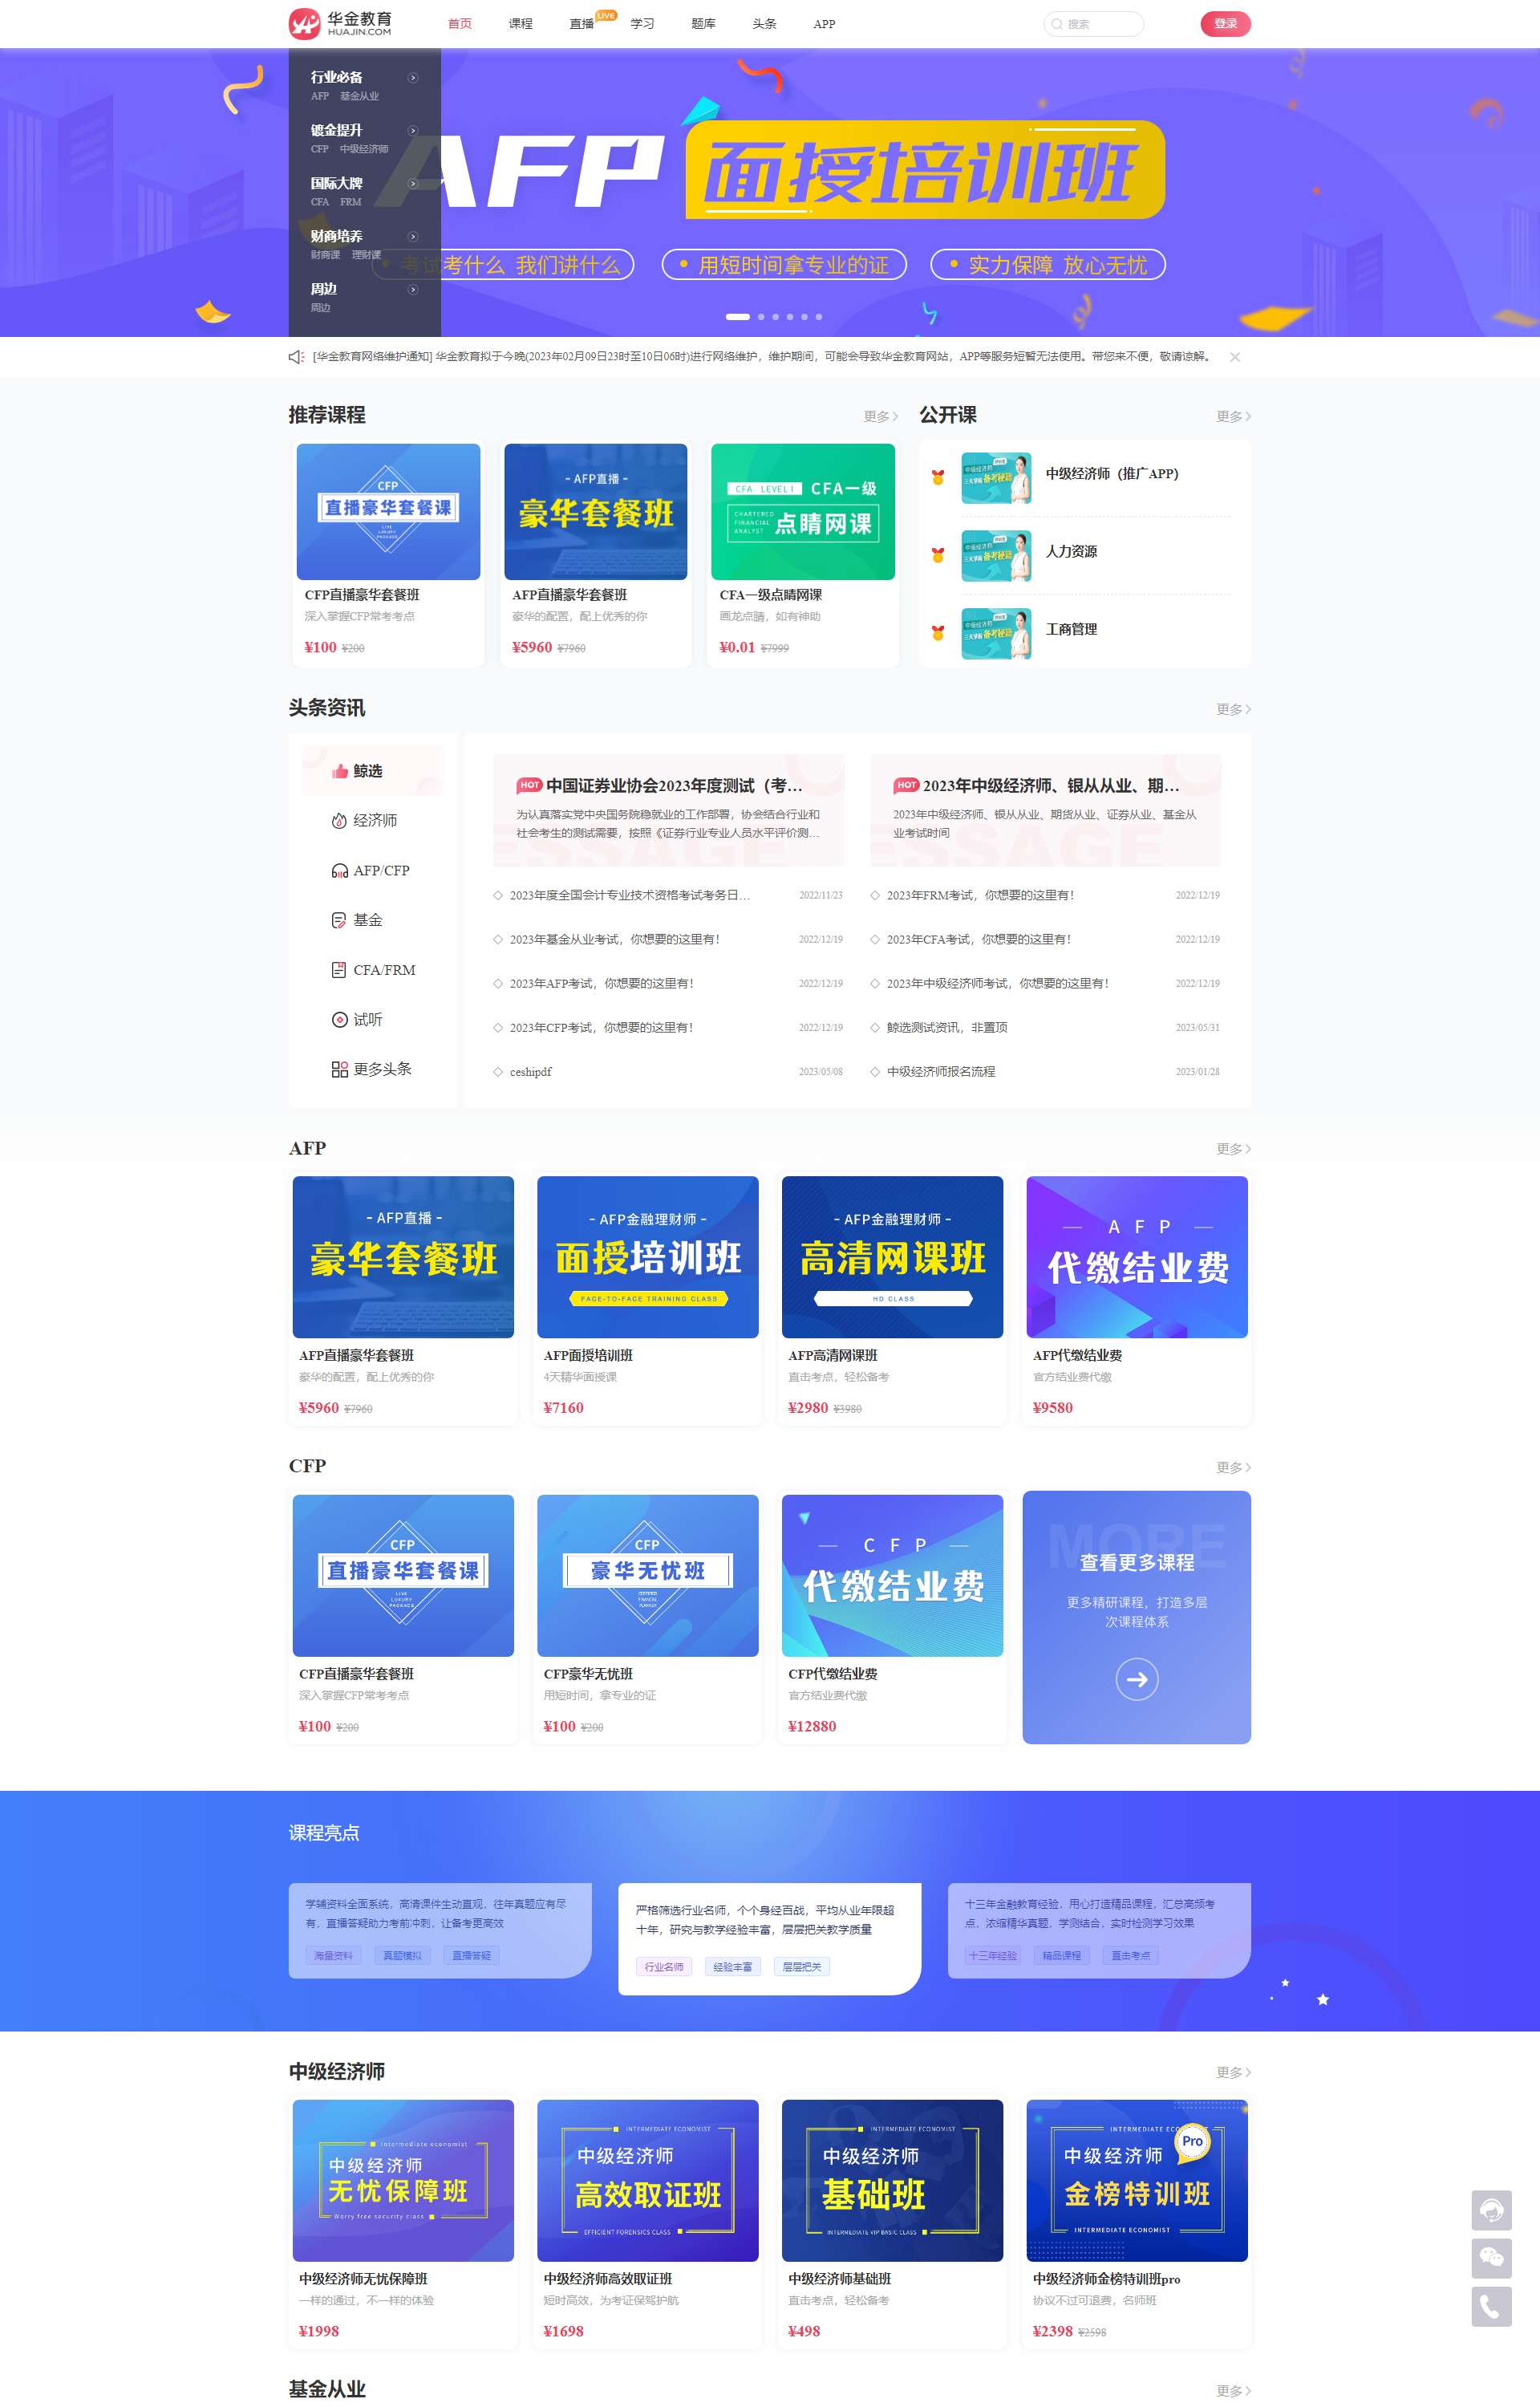 华金教育
HUAJIN.COM
首页
课程
直播
LIVE
学习
题库
头条
APP
搜索
登录
行业必备
AFP 基金从业
镀金提升
CFP 中级经济师
国际大牌
CFA FRM
财商培养
财商课 理财课
周边
周边
AFP 面授培训班
考试考什么 我们讲什么
用短时间拿专业的证
实力保障 放心无忧
[华金教育网络维护通知] 华金教育拟于今晚(2023年02月09日23时至10日06时)进行网络维护，维护期间，可能会导致华金教育网站，APP等服务短暂无法使用。带您来不便，敬请谅解。
推荐课程
更多
CFP
直播豪华套餐课
LIVE
LUXURY
PACKAGE
CFP直播豪华套餐班
深入掌握CFP常考考点
¥100 ¥200
- AFP直播 -
豪华套餐班
AFP直播豪华套餐班
豪华的配置，配上优秀的你
¥5960 ¥7960
CFA LEVEL I CFA一级
CHARTERED
FINANCIAL
ANALYST
点睛网课
CFA一级点睛网课
画龙点睛，如有神助
¥0.01 ¥7999
公开课
更多
中级经济师（推广APP）
人力资源
工商管理
头条资讯
更多
鲸选
经济师
AFP/CFP
基金
CFA/FRM
试听
更多头条
HOT 中国证券业协会2023年度测试（考...
为认真落实党中央国务院稳就业的工作部署，协会结合行业和
社会考生的测试需要，按照《证券行业专业人员水平评价测...
ESSAGE
HOT 2023年中级经济师、银从从业、期...
2023年中级经济师、银从从业、期货从业、证券从业、基金从
业考试时间
ESSAGE
2023年度全国会计专业技术资格考试考务日... 2022/11/23
2023年FRM考试，你想要的这里有！ 2022/12/19
2023年基金从业考试，你想要的这里有！ 2022/12/19
2023年CFA考试，你想要的这里有！ 2022/12/19
2023年AFP考试，你想要的这里有！ 2022/12/19
2023年中级经济师考试，你想要的这里有！ 2022/12/19
2023年CFP考试，你想要的这里有！ 2022/12/19
鲸选测试资讯，非置顶 2023/05/31
ceshipdf 2023/05/08
中级经济师报名流程 2023/01/28
AFP
更多
- AFP直播 -
豪华套餐班
AFP直播豪华套餐班
豪华的配置，配上优秀的你
¥5960 ¥7960
- AFP金融理财师 -
面授培训班
FACE-TO-FACE TRAINING CLASS
AFP面授培训班
4天精华面授课
¥7160
- AFP金融理财师 -
高清网课班
HD CLASS
AFP高清网课班
直击考点，轻松备考
¥2980 ¥3980
AFP
代缴结业费
AFP代缴结业费
官方结业费代缴
¥9580
CFP
更多
CFP
直播豪华套餐课
LIVE
LUXURY
PACKAGE
CFP直播豪华套餐班
深入掌握CFP常考考点
¥100 ¥200
CFP
豪华无忧班
CFP豪华无忧班
用短时间，拿专业的证
¥100 ¥200
CFP
代缴结业费
CFP代缴结业费
官方结业费代缴
¥12880
MORE
查看更多课程
更多精研课程，打造多层
次课程体系
课程亮点
学辅资料全面系统，高清课件生动直观，往年真题应有尽
有，直播答疑助力考前冲刺，让备考更高效
海量资料 真题模拟 直播答疑
严格筛选行业名师，个个身经百战，平均从业年限超
十年，研究与教学经验丰富，层层把关教学质量
行业名师 经验丰富 层层把关
十三年金融教育经验，用心打造精品课程，汇总高频考
点，浓缩精华真题，学测结合，实时检测学习效果
十三年经验 精品课程 直击考点
中级经济师
更多
Intermediate economist
中级经济师
无忧保障班
Worry free security class
中级经济师无忧保障班
一样的通过，不一样的体验
¥1998
INTERMEDIATE ECONOMIST
中级经济师
高效取证班
EFFICIENT FORENSICS CLASS
中级经济师高效取证班
短时高效，为考证保驾护航
¥1698
INTERMEDIATE ECONOMIST
中级经济师
基础班
INTERMEDIATE VIP BASIC CLASS
中级经济师基础班
直击考点，轻松备考
¥498
中级经济师
Pro
金榜特训班
INTERMEDIATE ECONOMIST
中级经济师金榜特训班pro
协议不过可退费，名师班
¥2398 ¥2598
基金从业
更多